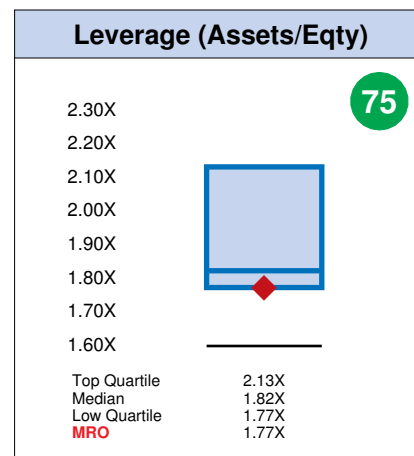 Leverage (Assets/Eqty)
75
2.30X
2.20X
2.10X
2.00X
1.90X
1.80X
1.70X
1.60X
Top Quartile 2.13X
Median 1.82X
Low Quartile 1.77X
MRO 1.77X